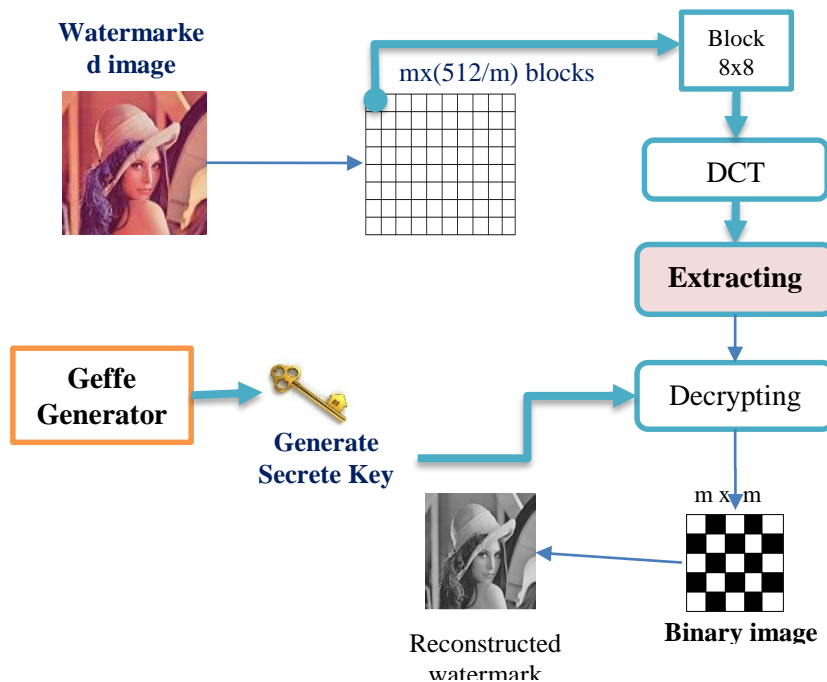 Watermarke
d image
mx(512/m) blocks
Block
8x8
DCT
Extracting
Geffe
Generator
Generate
Secrete Key
Decrypting
m x m
Binary image
Reconstructed
watermark